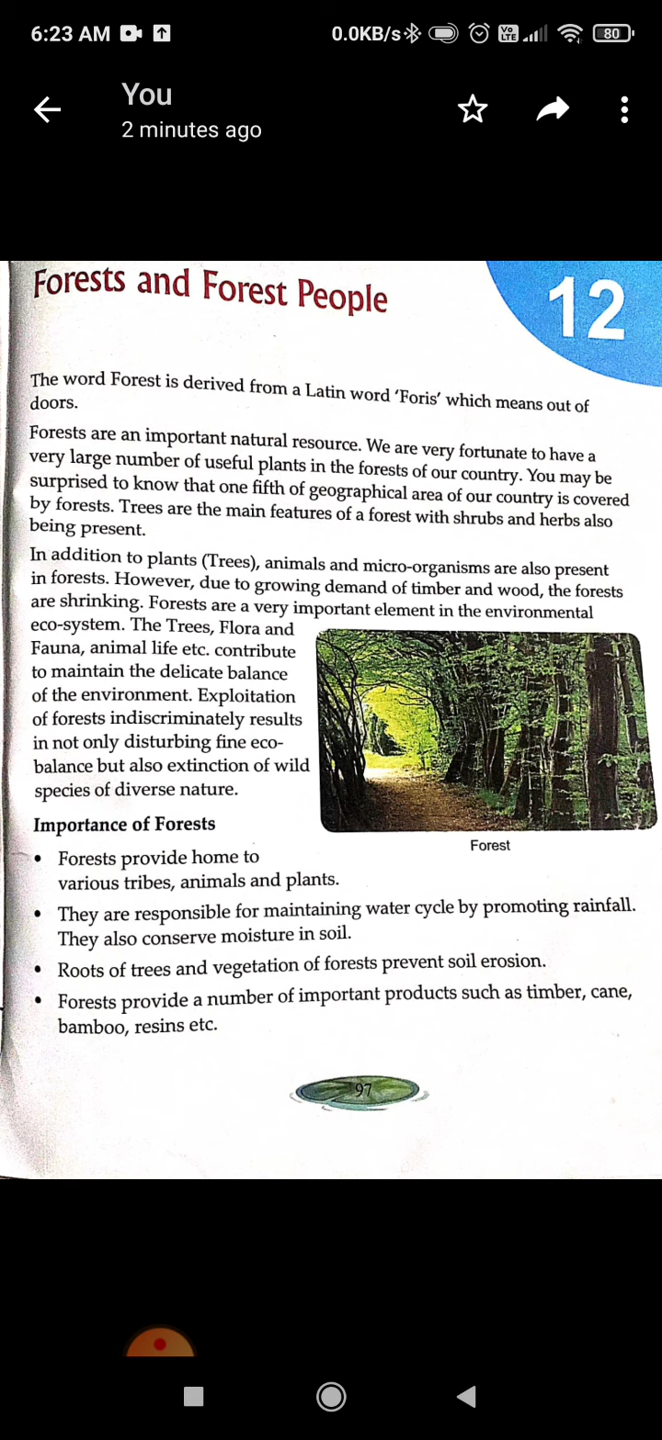 6:23 AM
0.0KB/s
Vo LTE
80
You
2 minutes ago
Forests and Forest People
12
The word Forest is derived from a Latin word 'Foris' which means out of
doors.
Forests are an important natural resource. We are very fortunate to have a
very large number of useful plants in the forests of our country. You may be
surprised to know that one fifth of geographical area of our country is covered
by forests. Trees are the main features of a forest with shrubs and herbs also
being present.
In addition to plants (Trees), animals and micro-organisms are also present
in forests. However, due to growing demand of timber and wood, the forests
are shrinking. Forests are a very important element in the environmental
eco-system. The Trees, Flora and
Fauna, animal life etc. contribute
to maintain the delicate balance
of the environment. Exploitation
of forests indiscriminately results
in not only disturbing fine eco-
balance but also extinction of wild
species of diverse nature.
Forest
Importance of Forests
• Forests provide home to
various tribes, animals and plants.
• They are responsible for maintaining water cycle by promoting rainfall.
They also conserve moisture in soil.
• Roots of trees and vegetation of forests prevent soil erosion.
• Forests provide a number of important products such as timber, cane,
bamboo, resins etc.
97